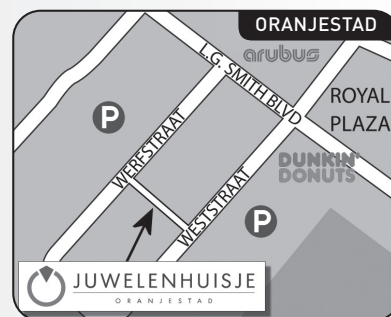 ORANJESTAD
arubus
L.G. SMITH BLVD
ROYAL
PLAZA
P
WERFSTRAAT
DUNKIN'
DONUTS
WESTSTRAAT
P
JUWELENHUISJE
ORANJESTAD